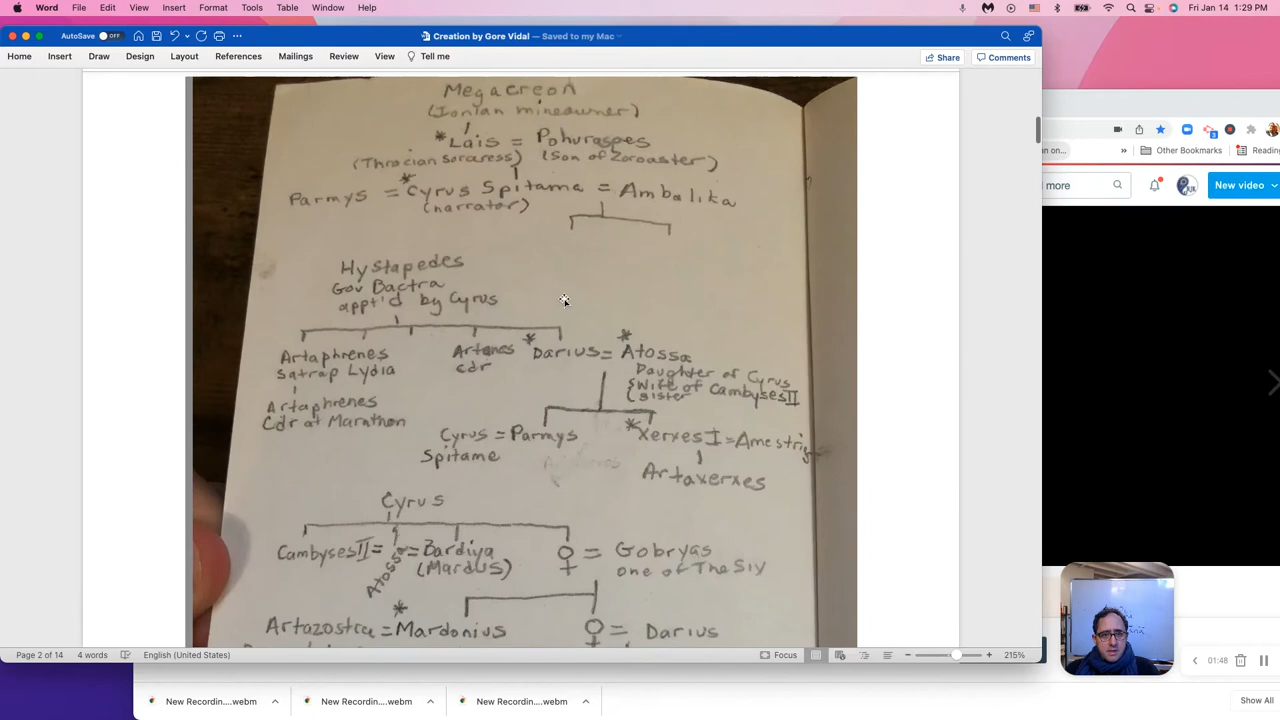 Word File Edit View Insert Format Tools Table Window Help
Fri Jan 14 1:29 PM
AutoSave OFF
Creation by Gore Vidal — Saved to my Mac
Home Insert Draw Design Layout References Mailings Review View Tell me
Share Comments
Megacreon
(Ionian mineowner)
*Lais = Pohuraspes
(Thracian soraress) (Son of Zoroaster)
Parmys = *Cyrus Spitama = Ambalika
(narrator)
Hystapedes
Gov Bactra
appt'd by Cyrus
Artaphrenes
Satrap Lydia
Artanes
cdr
*Darius = *Atossa
Daughter of Cyrus
Wife of CambysesII
Sister
Artaphrenes
Cdr at Marathon
Cyrus = Parmys
Spitame
*Xerxes I = Amestris
Artaxerxes
Cyrus
Cambyses II = Atossa = Bardiya
(Mardus)
♀ = Gobryas
one of The Six
Artazostra = *Mardonius
♀ = Darius
Other Bookmarks
Reading
more
New video
1:48
Page 2 of 14 4 words English (United States)
Focus
215%
New Recordin....webm
New Recordin....webm
New Recordin....webm
Show All